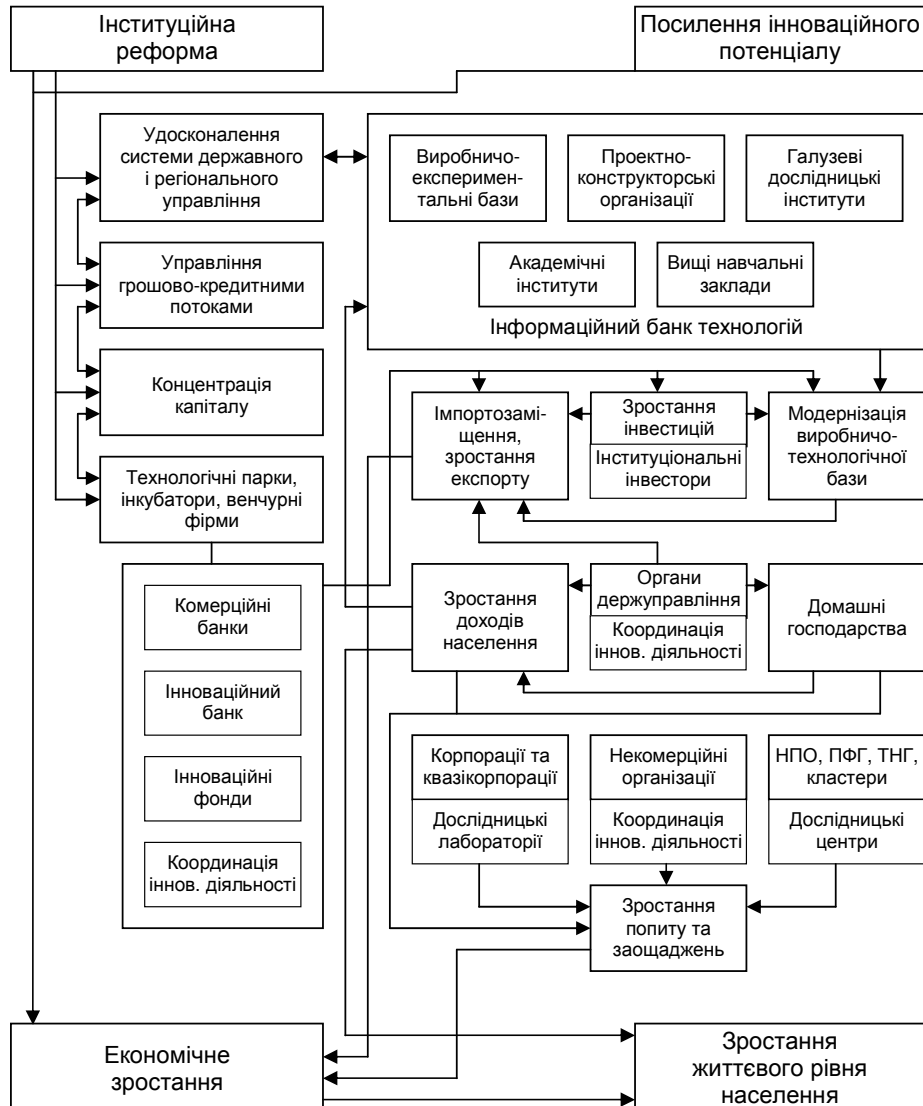 Інституційна
реформа
Посилення інноваційного
потенціалу
Удосконалення
системи державного
і регіонального
управління
Управління
грошово-кредитними
потоками
Концентрація
капіталу
Технологічні парки,
інкубатори, венчурні
фірми
Комерційні
банки
Інноваційний
банк
Інноваційні
фонди
Координація
іннов. діяльності
Виробничо-
експеримен-
тальні бази
Проектно-
конструкторські
організації
Галузеві
дослідницькі
інститути
Академічні
інститути
Вищі навчальні
заклади
Інформаційний банк технологій
Імпортозамі-
щення,
зростання
експорту
Зростання
інвестицій
Інституціональні
інвестори
Модернізація
виробничо-
технологічної
бази
Зростання
доходів
населення
Органи
держуправління
Координація
іннов. діяльності
Домашні
господарства
Корпорації та
квазікорпорації
Дослідницькі
лабораторії
Некомерційні
організації
Координація
іннов. діяльності
НПО, ПФГ, ТНГ,
кластери
Дослідницькі
центри
Зростання
попиту та
заощаджень
Економічне
зростання
Зростання
життєвого рівня
населення